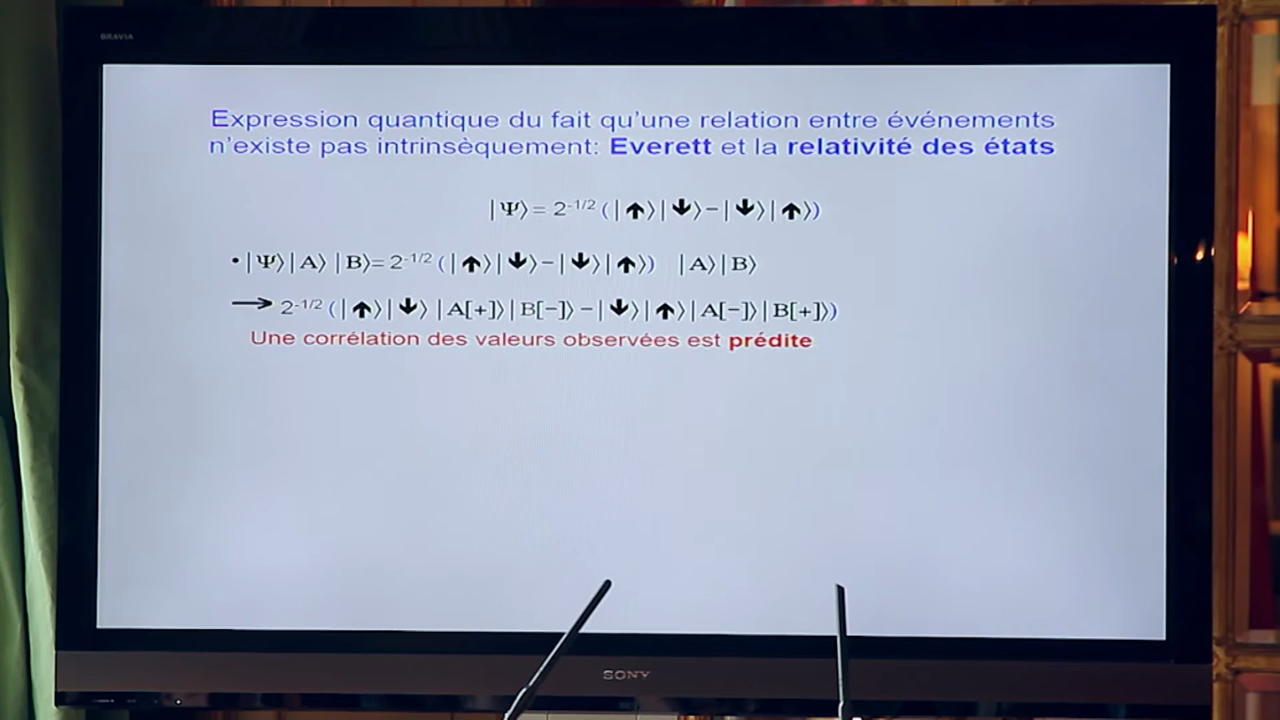 BRAVIA
Expression quantique du fait qu'une relation entre événements
n'existe pas intrinsèquement: Everett et la relativité des états
|Ψ⟩= 2-1/2 (|↑⟩|↓⟩−|↓⟩|↑⟩)
•|Ψ⟩|A⟩ |B⟩= 2-1/2 (|↑⟩|↓⟩−|↓⟩|↑⟩) |A⟩|B⟩
⟶ 2-1/2 (|↑⟩|↓⟩ |A[+]⟩|B[−]⟩ −|↓⟩|↑⟩|A[−]⟩|B[+]⟩)
Une corrélation des valeurs observées est prédite
SONY